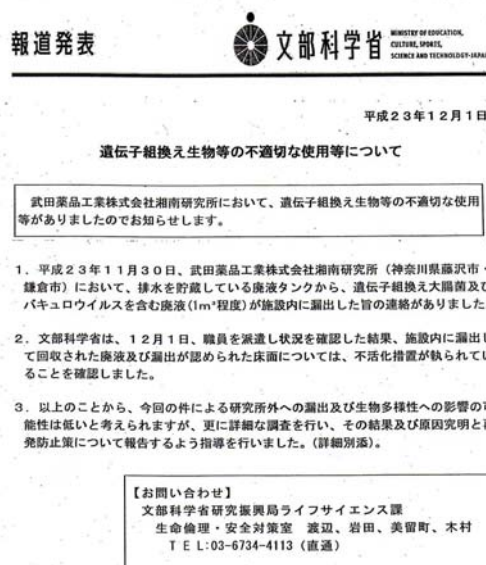 報道発表
文部科学省
MINISTRY OF EDUCATION,
CULTURE, SPORTS,
SCIENCE AND TECHNOLOGY-JAPAN
平成23年12月1日
遺伝子組換え生物等の不適切な使用等について
武田薬品工業株式会社湘南研究所において、遺伝子組換え生物等の不適切な使用
等がありましたのでお知らせします。
1．平成23年11月30日、武田薬品工業株式会社湘南研究所（神奈川県藤沢市・
鎌倉市）において、排水を貯蔵している廃液タンクから、遺伝子組換え大腸菌及び
バキュロウイルスを含む廃液(1m³程度)が施設内に漏出した旨の連絡がありました
2．文部科学省は、12月1日、職員を派遣し状況を確認した結果、施設内に漏出し
て回収された廃液及び漏出が認められた床面については、不活化措置が執られてい
ることを確認しました。
3．以上のことから、今回の件による研究所外への漏出及び生物多様性への影響の可
能性は低いと考えられますが、更に詳細な調査を行い、その結果及び原因究明と再
発防止策について報告するよう指導を行いました。（詳細別添）。
【お問い合わせ】
文部科学省研究振興局ライフサイエンス課
生命倫理・安全対策室　渡辺、岩田、美留町、木村
TEL:03-6734-4113（直通）